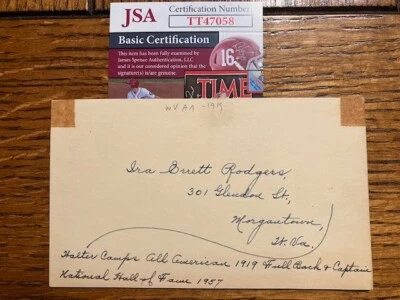 JSA
Certification Number
TT47058
Basic Certification
This item has been fully examined by
James Spence Authentication, LLC
and it is our considered opinion that the
signature(s) is/are genuine.
16
TIME
WV AA - 1919
Ira Errett Rodgers,
301 Glendon St.,
Morgantown,
W. Va.
Walter Camps All American 1919 Full Back & Captain
National Hall of Fame 1957